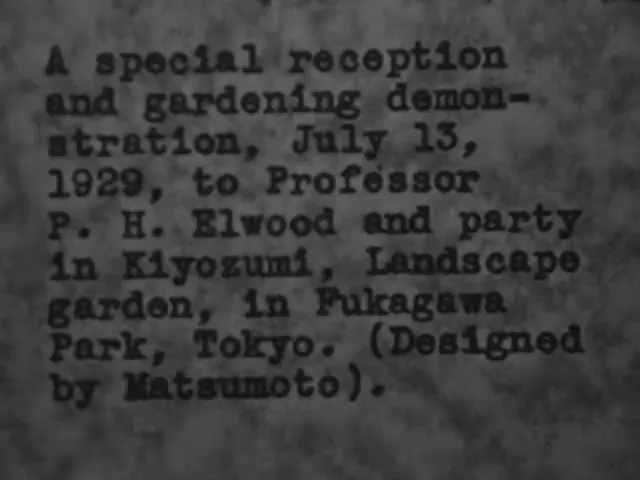 A special reception
and gardening demon-
stration, July 13,
1929, to Professor
P. H. Elwood and party
in Kiyozumi, Landscape
garden, in Fukagawa
Park, Tokyo. (Designed
by Matsumoto).